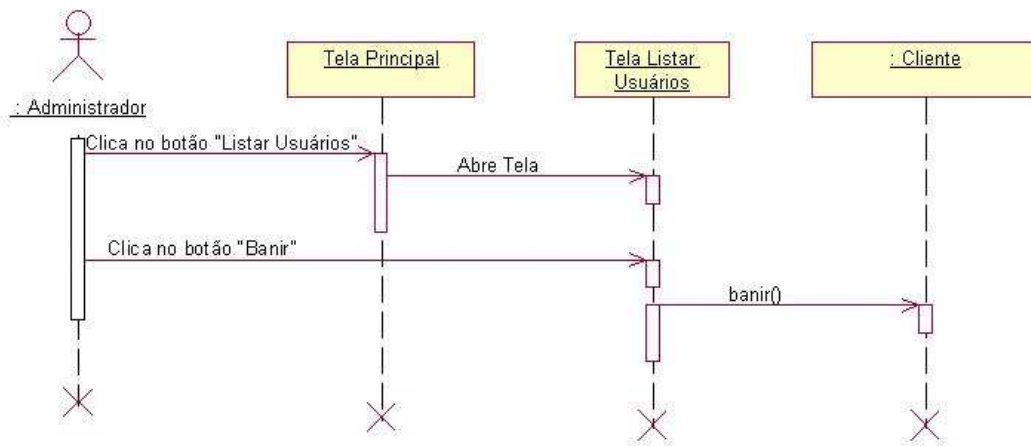 : Administrador
Tela Principal
Tela Listar
Usuários
: Cliente
Clica no botão "Listar Usuários"
Abre Tela
Clica no botão "Banir"
banir()